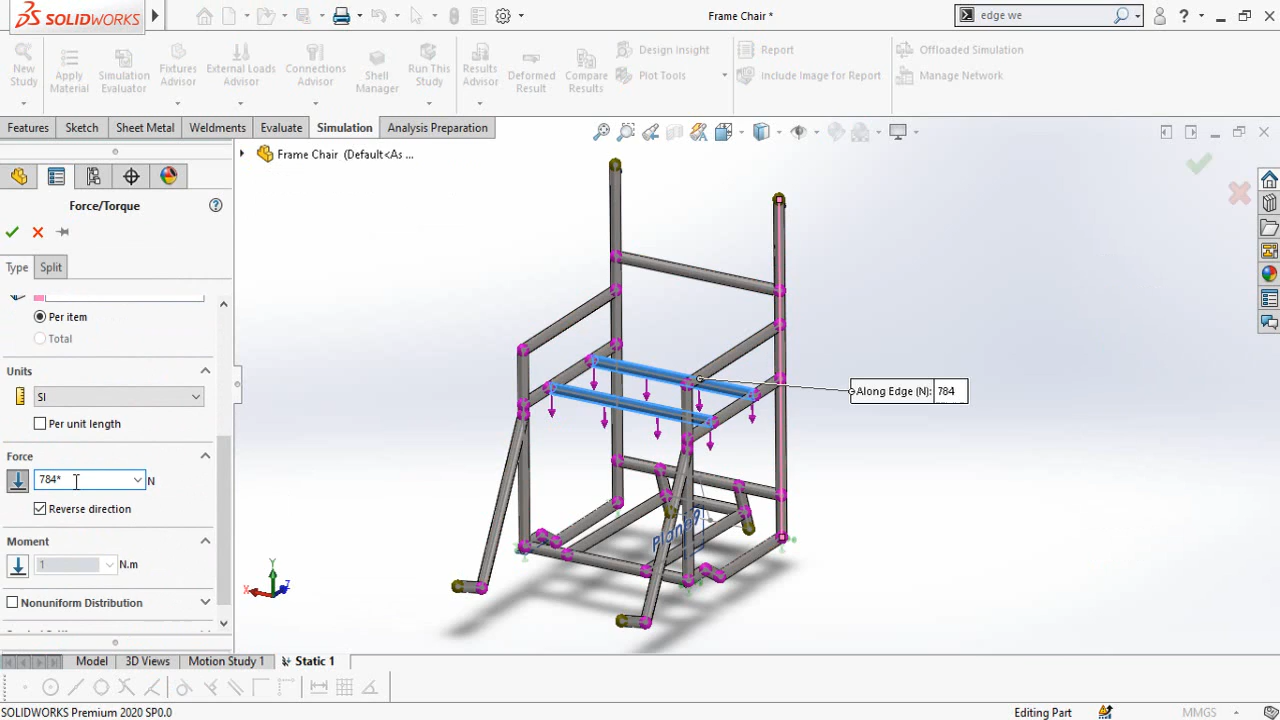 SOLIDWORKS
Frame Chair *
edge we
New Study
Apply Material
Simulation Evaluator
Fixtures Advisor
External Loads Advisor
Connections Advisor
Shell Manager
Run This Study
Results Advisor
Deformed Result
Compare Results
Design Insight
Plot Tools
Report
Include Image for Report
Offloaded Simulation
Manage Network
Features
Sketch
Sheet Metal
Weldments
Evaluate
Simulation
Analysis Preparation
Frame Chair (Default<As ...
Force/Torque
Type
Split
Per item
Total
Units
SI
Per unit length
Force
784*
N
Reverse direction
Moment
1
N.m
Nonuniform Distribution
Along Edge (N): 784
Plane9
Y
X
Z
Model
3D Views
Motion Study 1
Static 1
SOLIDWORKS Premium 2020 SP0.0
Editing Part
MMGS